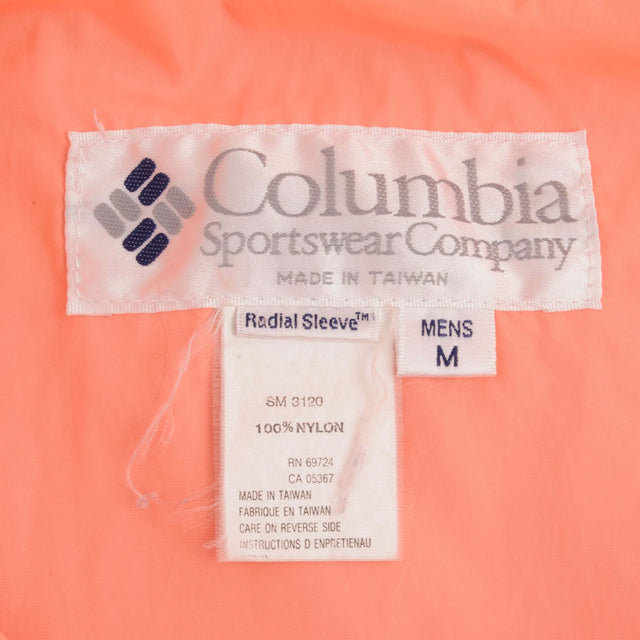 Columbia
Sportswear Company
MADE IN TAIWAN
Radial Sleeve™
MENS
M
SM 3120
100% NYLON
RN 69724
CA 05367
MADE IN TAIWAN
FABRIQUE EN TAIWAN
CARE ON REVERSE SIDE
INSTRUCTIONS D ENPRETIENAU